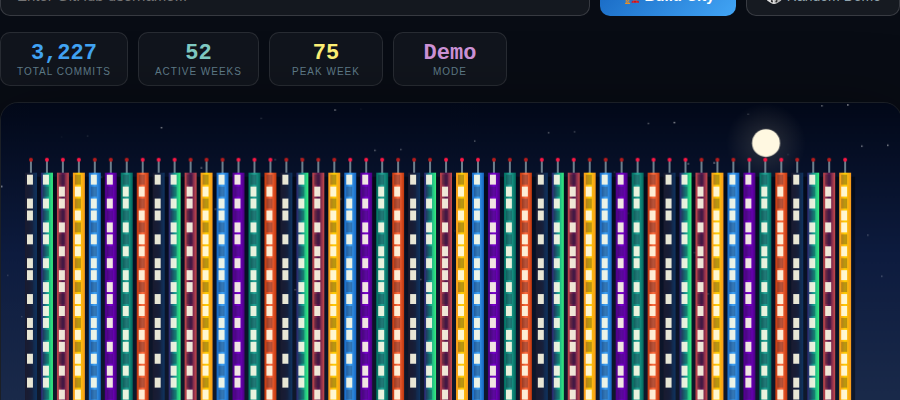 3,227
TOTAL COMMITS
52
ACTIVE WEEKS
75
PEAK WEEK
Demo
MODE